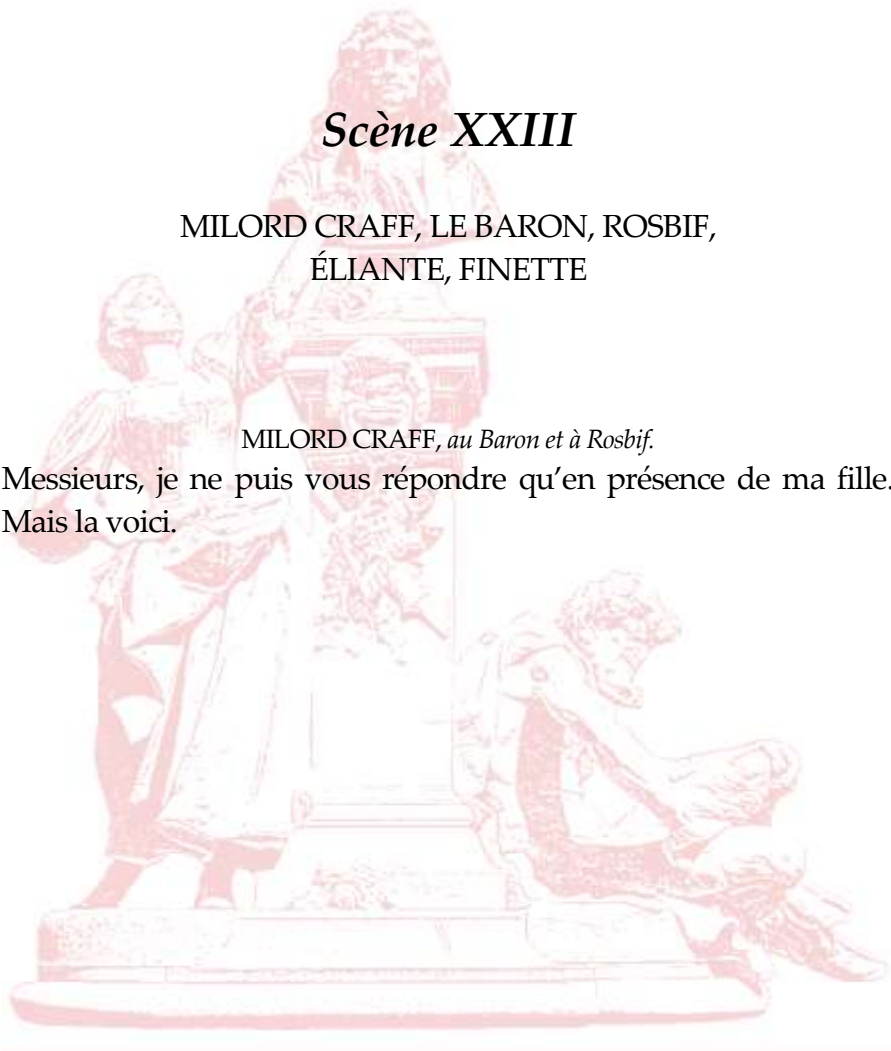 Scène XXIII
MILORD CRAFF, LE BARON, ROSBIF,
ÉLIANTE, FINETTE
MILORD CRAFF, au Baron et à Rosbif.
Messieurs, je ne puis vous répondre qu’en présence de ma fille.
Mais la voici.